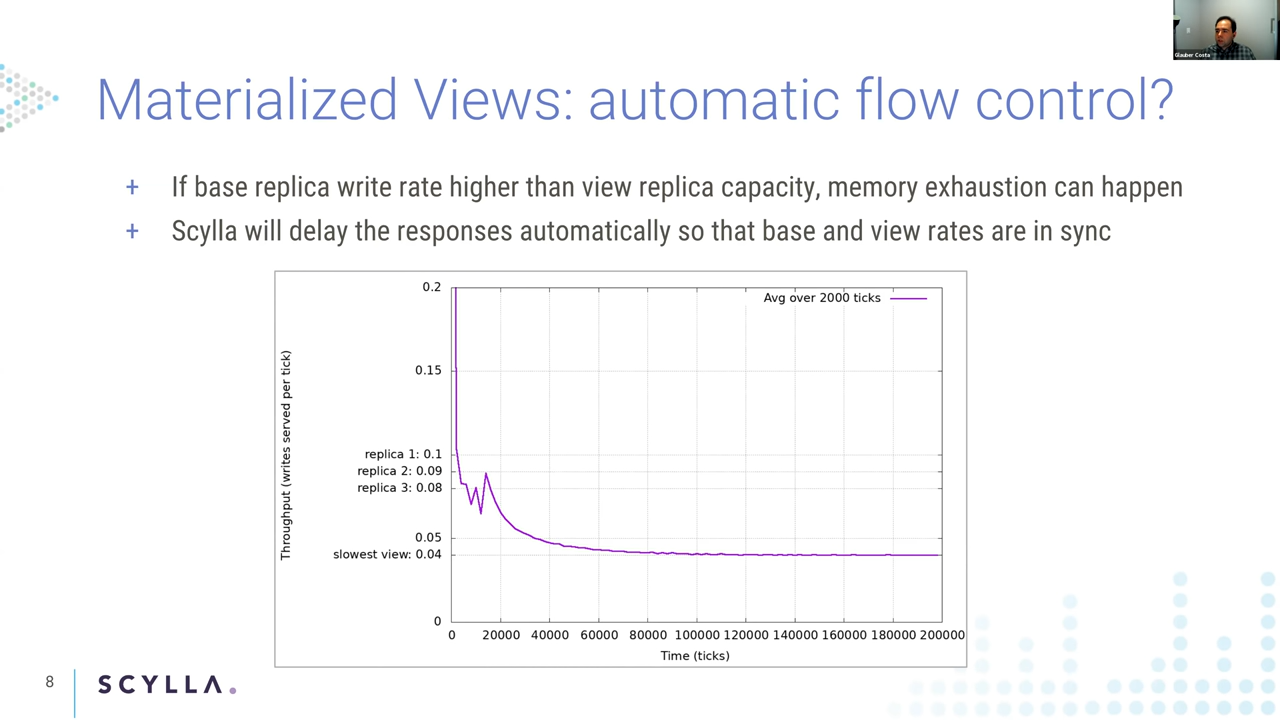 Glauber Costa
Materialized Views: automatic flow control?
+ If base replica write rate higher than view replica capacity, memory exhaustion can happen
+ Scylla will delay the responses automatically so that base and view rates are in sync
Avg over 2000 ticks
Throughput (writes served per tick)
0.2
0.15
replica 1: 0.1
replica 2: 0.09
replica 3: 0.08
0.05
slowest view: 0.04
0
0 20000 40000 60000 80000 100000 120000 140000 160000 180000 200000
Time (ticks)
8
SCYLLA.